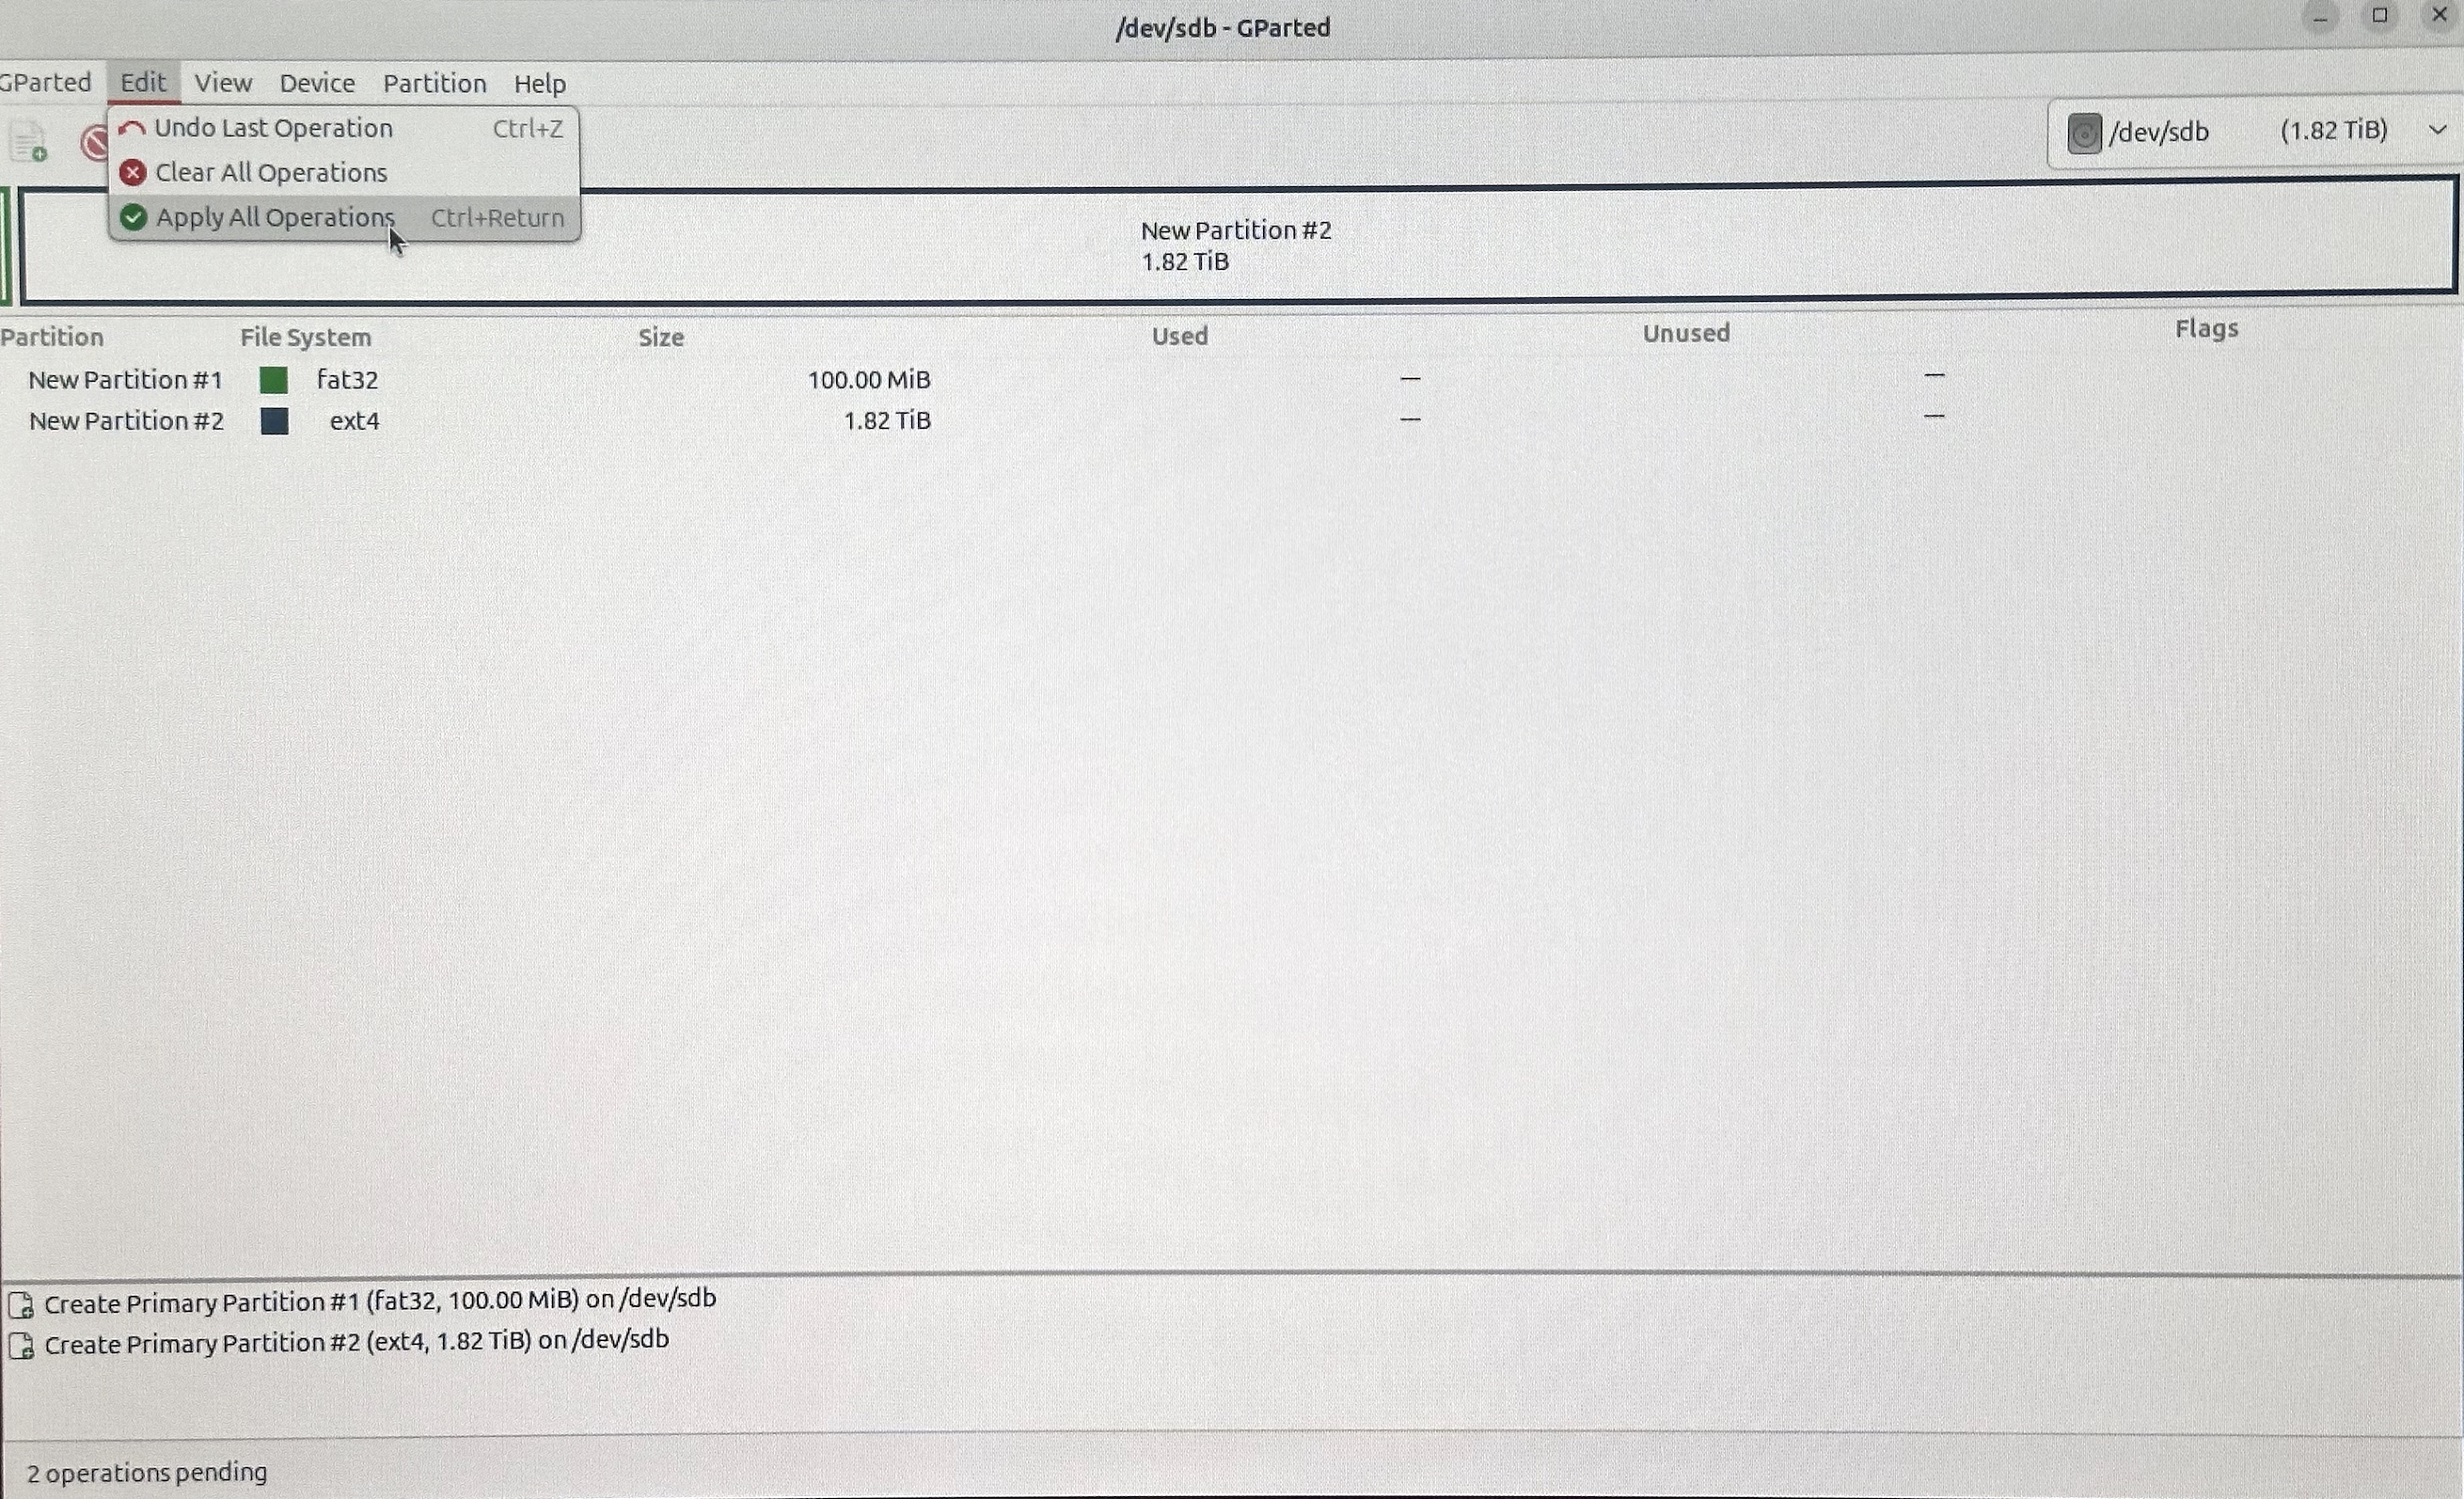 /dev/sdb - GParted
GParted Edit View Device Partition Help
Undo Last Operation Ctrl+Z
Clear All Operations
Apply All Operations Ctrl+Return
/dev/sdb (1.82 TiB)
New Partition #2
1.82 TiB
Partition File System Size Used Unused Flags
New Partition #1 fat32 100.00 MiB — —
New Partition #2 ext4 1.82 TiB — —
Create Primary Partition #1 (fat32, 100.00 MiB) on /dev/sdb
Create Primary Partition #2 (ext4, 1.82 TiB) on /dev/sdb
2 operations pending